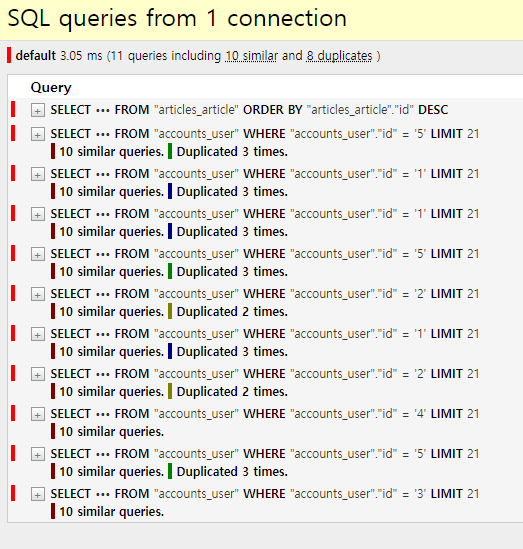 SQL queries from 1 connection
default 3.05 ms (11 queries including 10 similar and 8 duplicates )
Query
+ SELECT ••• FROM "articles_article" ORDER BY "articles_article"."id" DESC
+ SELECT ••• FROM "accounts_user" WHERE "accounts_user"."id" = '5' LIMIT 21
10 similar queries. Duplicated 3 times.
+ SELECT ••• FROM "accounts_user" WHERE "accounts_user"."id" = '1' LIMIT 21
10 similar queries. Duplicated 3 times.
+ SELECT ••• FROM "accounts_user" WHERE "accounts_user"."id" = '1' LIMIT 21
10 similar queries. Duplicated 3 times.
+ SELECT ••• FROM "accounts_user" WHERE "accounts_user"."id" = '5' LIMIT 21
10 similar queries. Duplicated 3 times.
+ SELECT ••• FROM "accounts_user" WHERE "accounts_user"."id" = '2' LIMIT 21
10 similar queries. Duplicated 2 times.
+ SELECT ••• FROM "accounts_user" WHERE "accounts_user"."id" = '1' LIMIT 21
10 similar queries. Duplicated 3 times.
+ SELECT ••• FROM "accounts_user" WHERE "accounts_user"."id" = '2' LIMIT 21
10 similar queries. Duplicated 2 times.
+ SELECT ••• FROM "accounts_user" WHERE "accounts_user"."id" = '4' LIMIT 21
10 similar queries.
+ SELECT ••• FROM "accounts_user" WHERE "accounts_user"."id" = '5' LIMIT 21
10 similar queries. Duplicated 3 times.
+ SELECT ••• FROM "accounts_user" WHERE "accounts_user"."id" = '3' LIMIT 21
10 similar queries.